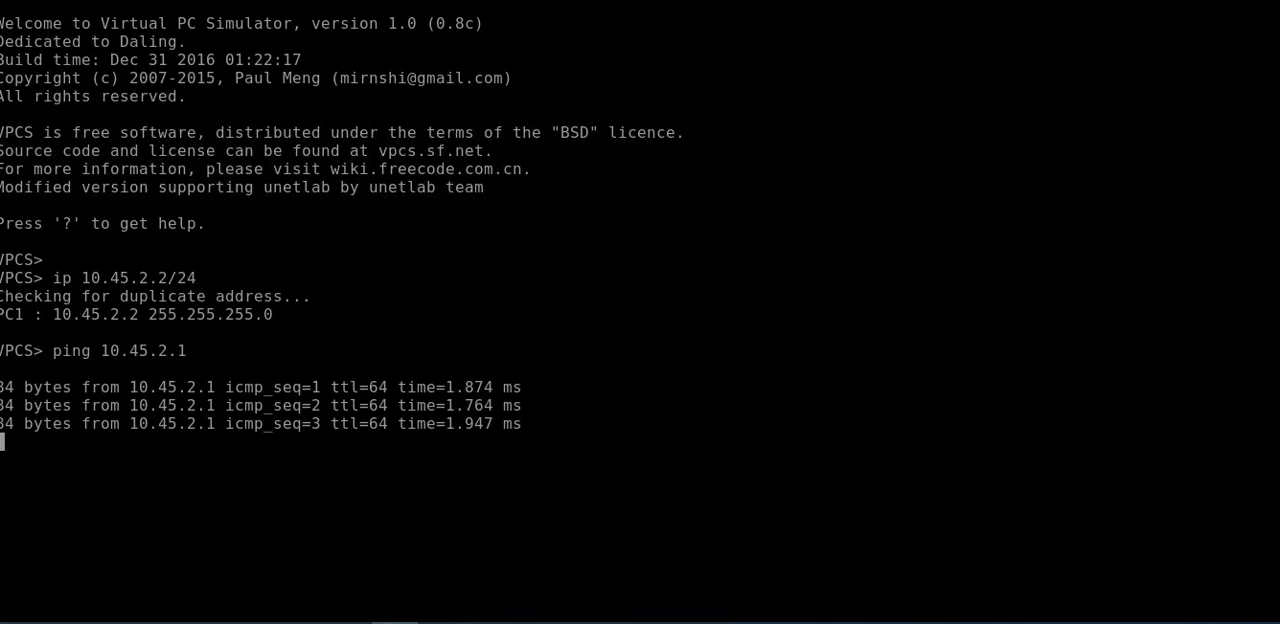 Welcome to Virtual PC Simulator, version 1.0 (0.8c)
Dedicated to Daling.
Build time: Dec 31 2016 01:22:17
Copyright (c) 2007-2015, Paul Meng (mirnshi@gmail.com)
All rights reserved.
VPCS is free software, distributed under the terms of the "BSD" licence.
Source code and license can be found at vpcs.sf.net.
For more information, please visit wiki.freecode.com.cn.
Modified version supporting unetlab by unetlab team
Press '?' to get help.
VPCS>
VPCS> ip 10.45.2.2/24
Checking for duplicate address...
PC1 : 10.45.2.2 255.255.255.0
VPCS> ping 10.45.2.1
84 bytes from 10.45.2.1 icmp_seq=1 ttl=64 time=1.874 ms
84 bytes from 10.45.2.1 icmp_seq=2 ttl=64 time=1.764 ms
84 bytes from 10.45.2.1 icmp_seq=3 ttl=64 time=1.947 ms